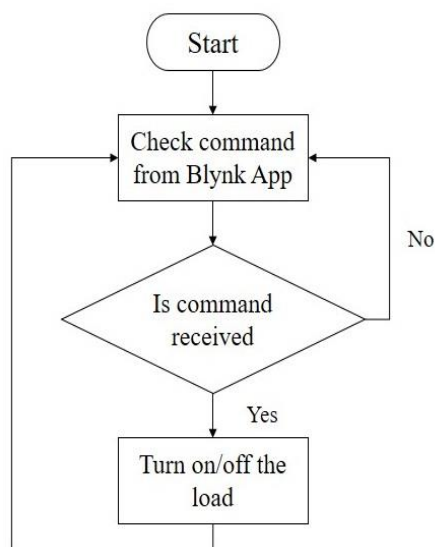 Start
Check command
from Blynk App
No
Is command
received
Yes
Turn on/off the
load